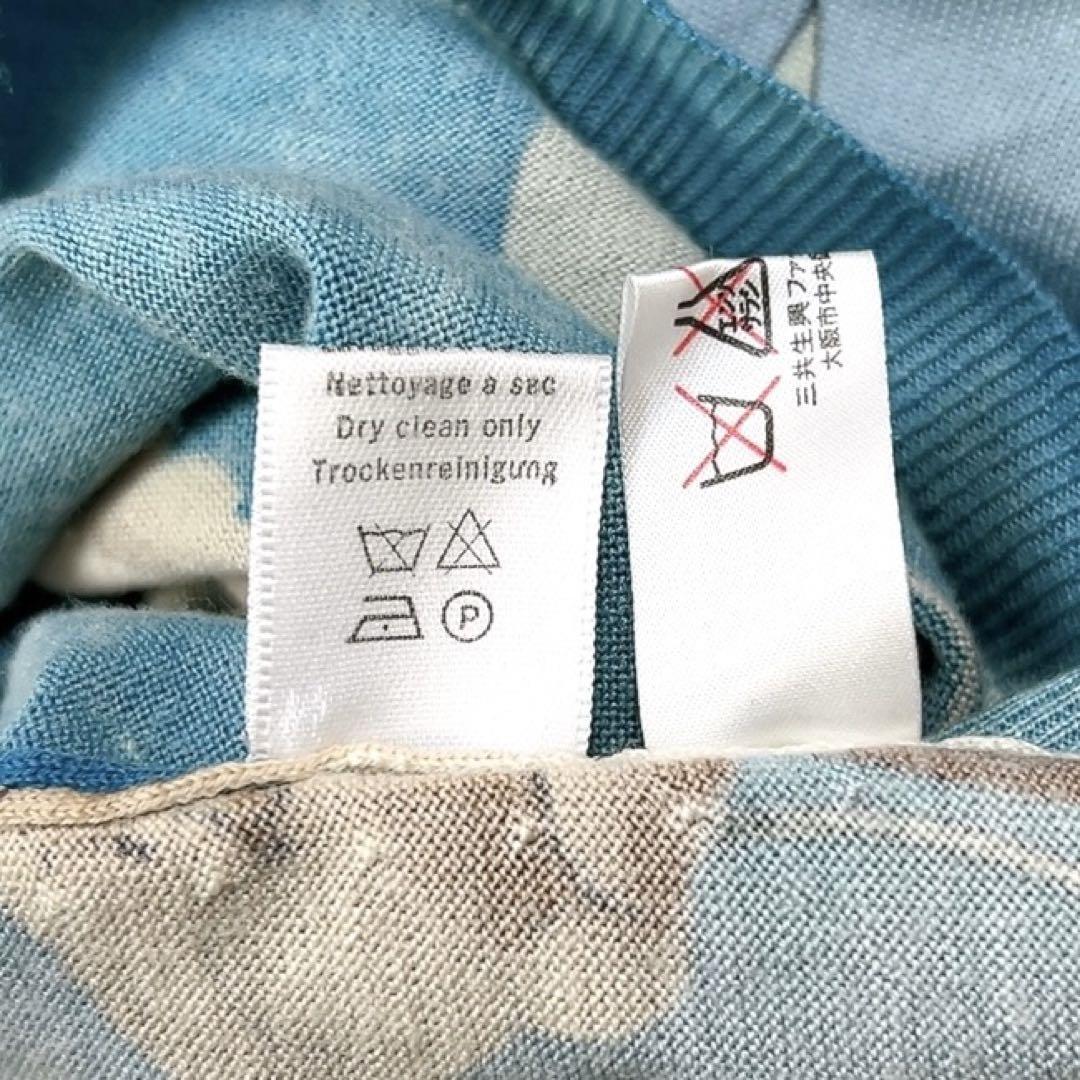 Nettoyage à sec
Dry clean only
Trockenreinigung
P
エンソ
サラシ
三共生興ファ
大阪市中央